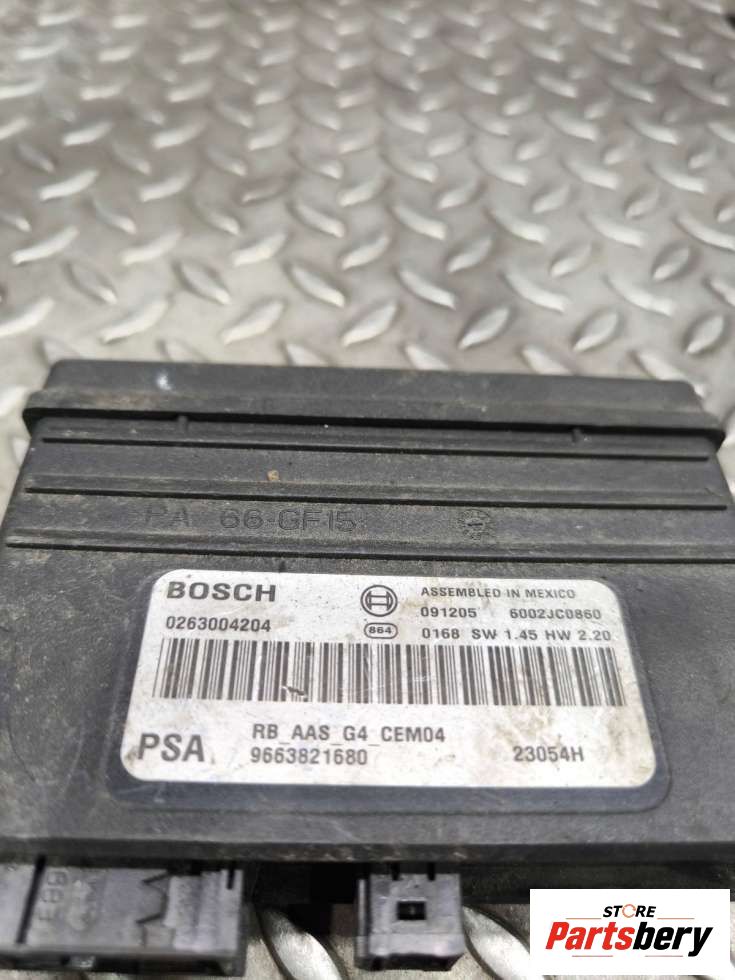 PA 66-GF15
BOSCH ASSEMBLED IN MEXICO
091205 6002JC0860
0263004204 864 0168 SW 1.45 HW 2.20
RB_AAS_G4_CEM04
PSA 9663821680 23054H
STORE
Partsbery